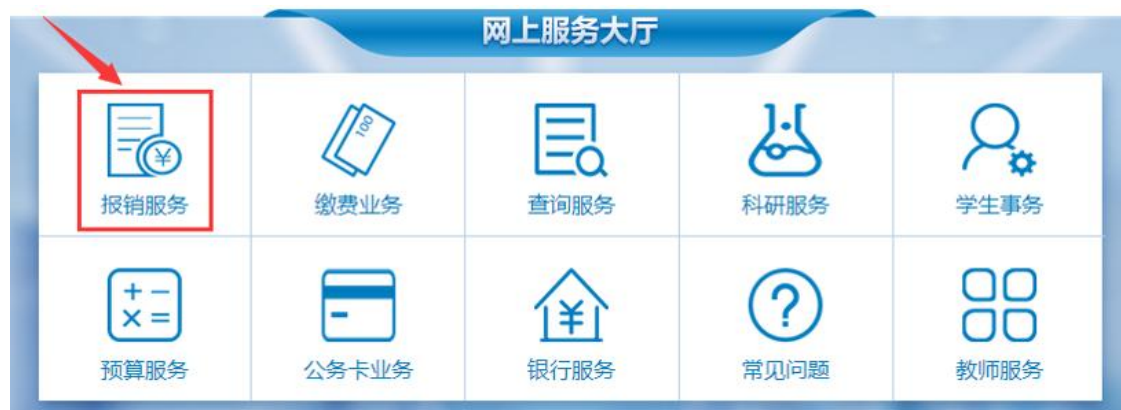 网上服务大厅
报销服务 缴费业务 查询服务 科研服务 学生事务
预算服务 公务卡业务 银行服务 常见问题 教师服务